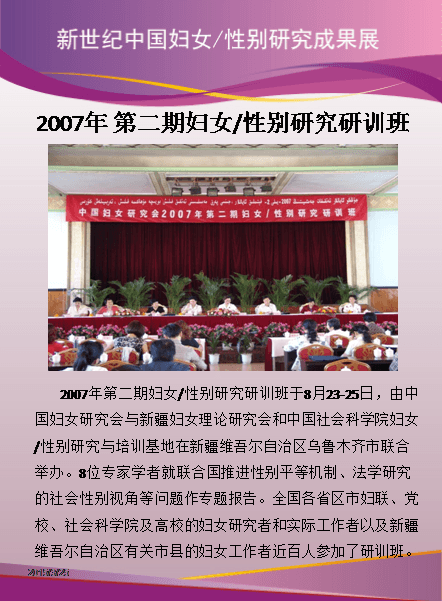 新世纪中国妇女/性别研究成果展
2007年 第二期妇女/性别研究研训班
中国妇女研究会2007年第二期妇女/性别研究研训班
2007年第二期妇女/性别研究研训班于8月23-25日，由中
国妇女研究会与新疆妇女理论研究会和中国社会科学院妇女
/性别研究与培训基地在新疆维吾尔自治区乌鲁木齐市联合
举办。8位专家学者就联合国推进性别平等机制、法学研究
的社会性别视角等问题作专题报告。全国各省区市妇联、党
校、社会科学院及高校的妇女研究者和实际工作者以及新疆
维吾尔自治区有关市县的妇女工作者近百人参加了研训班。